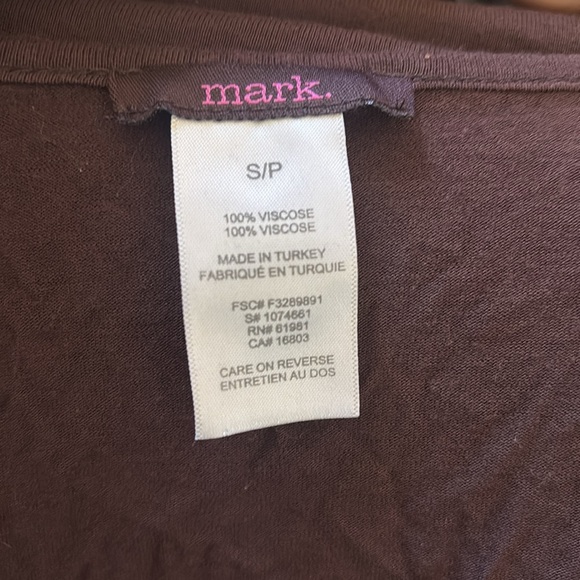 mark.
S/P
100% VISCOSE
100% VISCOSE
MADE IN TURKEY
FABRIQUÉ EN TURQUIE
FSC# F3289891
S# 1074661
RN# 61981
CA# 16803
CARE ON REVERSE
ENTRETIEN AU DOS